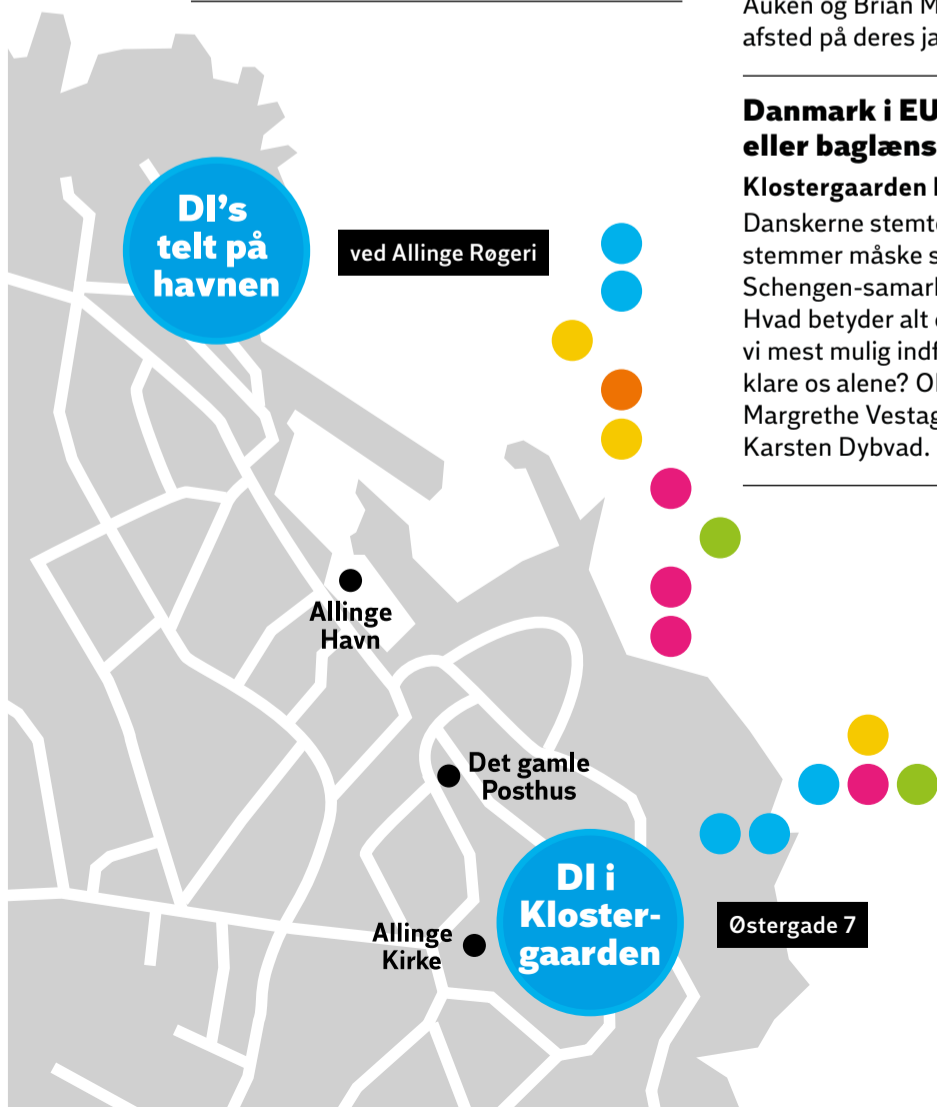 Auken og Brian M
afsted på deres ja
Danmark i EU
eller baglæns
Klostergaarden
Danskerne stemte
stemmer måske s
Schengen-samar
Hvad betyder alt
vi mest mulig indf
klare os alene? Ol
Margrethe Vestag
Karsten Dybvad.
DI's
telt på
havnen
ved Allinge Røgeri
Allinge
Havn
Det gamle
Posthus
DI i
Kloster-
gaarden
Østergade 7
Allinge
Kirke